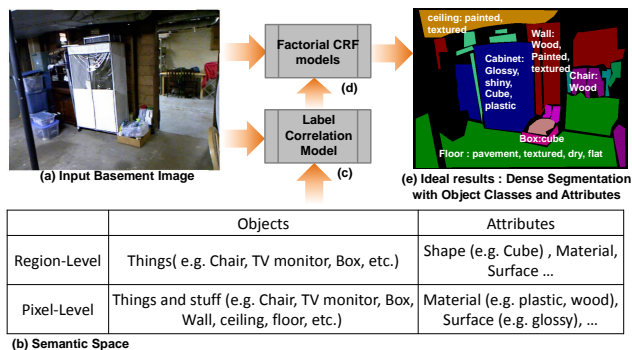 Factorial CRF
models
(d)
Label
Correlation
Model
(c)
(a) Input Basement Image
ceiling: painted,
textured
Wall:
Wood,
Painted,
textured
Cabinet:
Glossy,
shiny,
Cube,
plastic
Chair:
Wood
Box:cube
Floor : pavement, textured, dry, flat
(e) Ideal results : Dense Segmentation
with Object Classes and Attributes
Objects
Attributes
Region-Level
Things( e.g. Chair, TV monitor, Box, etc.)
Shape (e.g. Cube) , Material,
Surface ...
Pixel-Level
Things and stuff (e.g. Chair, TV monitor, Box,
Wall, ceiling, floor, etc.)
Material (e.g. plastic, wood),
Surface (e.g. glossy), ...
(b) Semantic Space